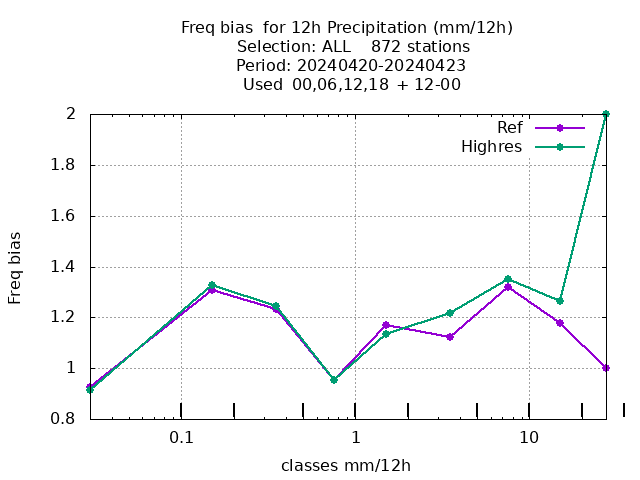 Freq bias  for 12h Precipitation (mm/12h)
Selection: ALL    872 stations
Period: 20240420-20240423
Used  00,06,12,18 + 12-00
Ref
Highres
2
1.8
1.6
1.4
1.2
1
0.8
Freq bias
0.1
1
10
classes mm/12h